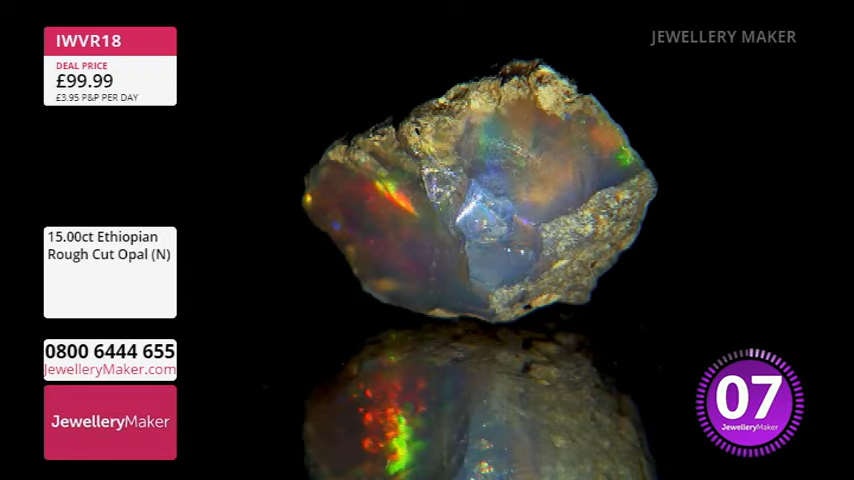 IWVR18
DEAL PRICE
£99.99
£3.95 P&P PER DAY
JEWELLERY MAKER
15.00ct Ethiopian
Rough Cut Opal (N)
0800 6444 655
JewelleryMaker.com
JewelleryMaker
07
JewelleryMaker